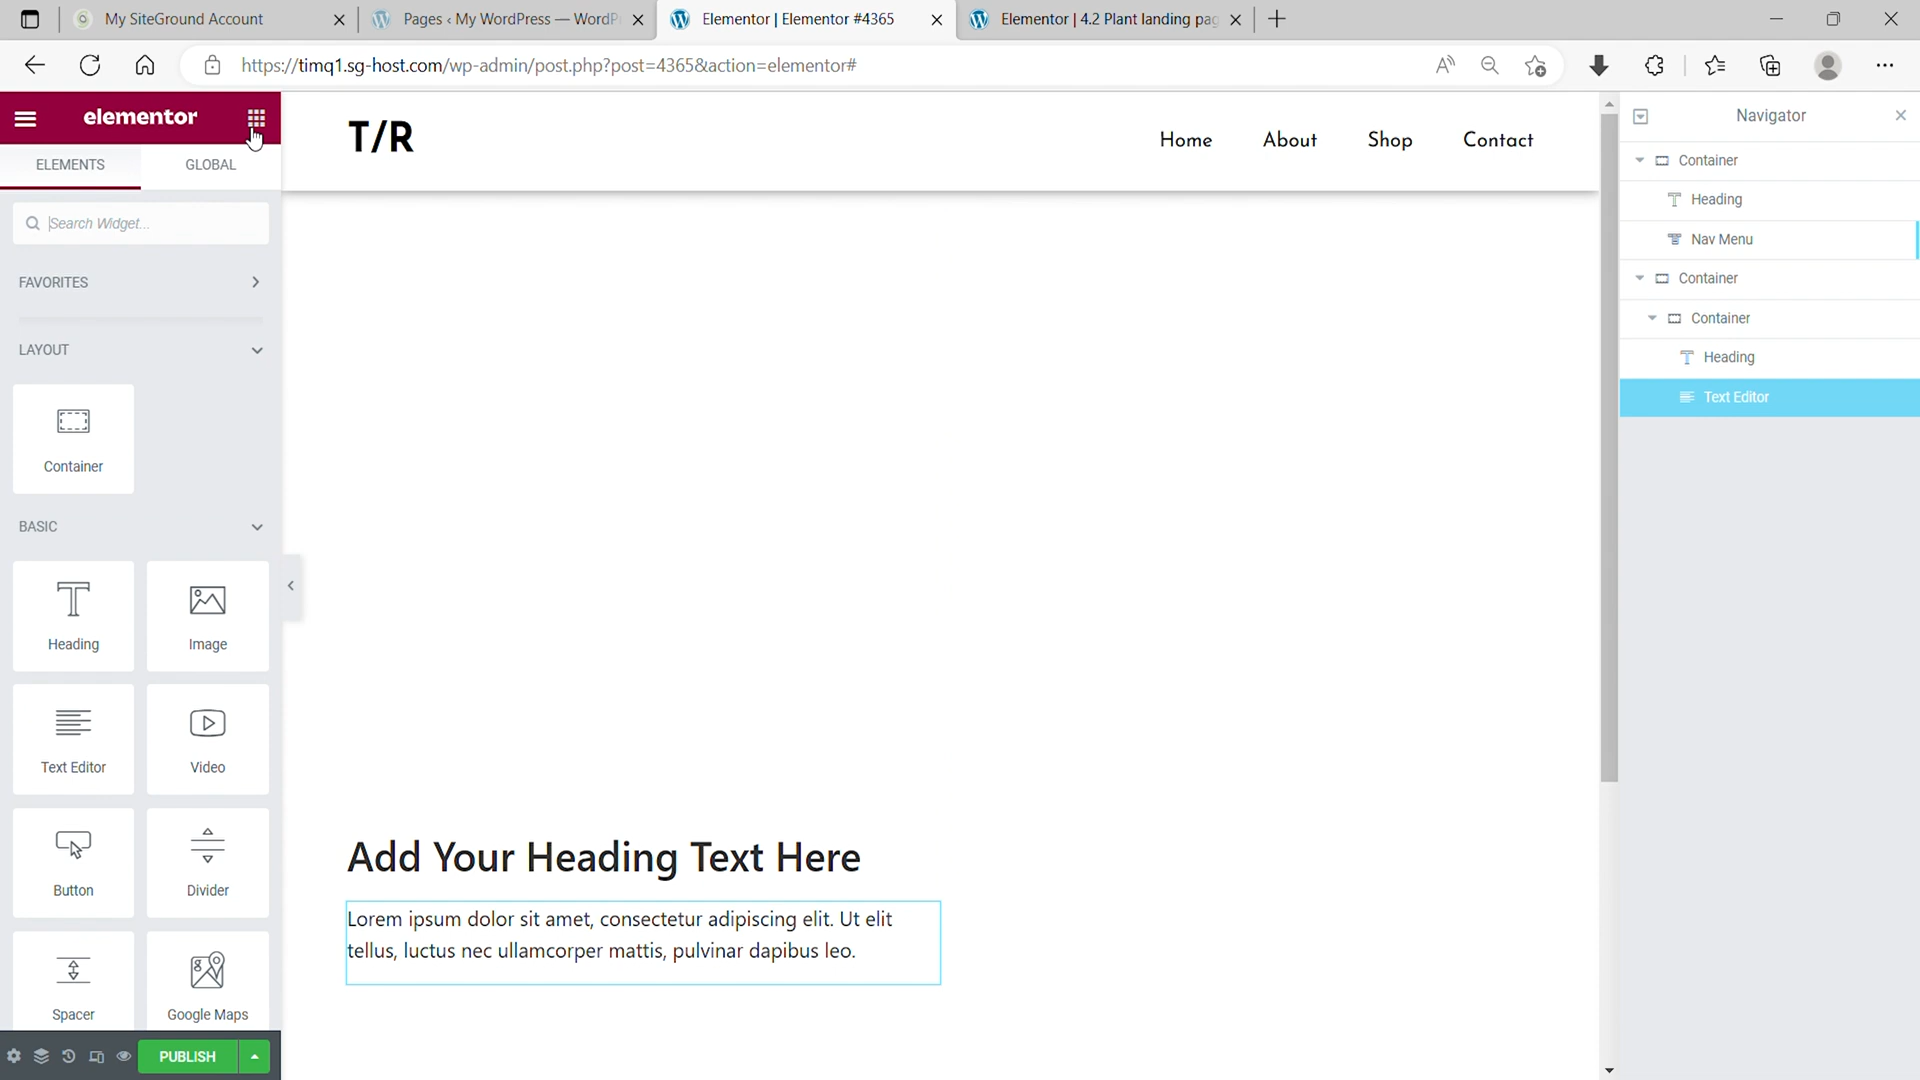 My SiteGround Account
Pages ‹ My WordPress — WordP
Elementor | Elementor #4365
Elementor | 4.2 Plant landing pag
https://timq1.sg-host.com/wp-admin/post.php?post=4365&action=elementor#
elementor
ELEMENTS
GLOBAL
Search Widget...
FAVORITES
LAYOUT
Container
BASIC
Heading
Image
Text Editor
Video
Button
Divider
Spacer
Google Maps
PUBLISH
T/R
Home
About
Shop
Contact
Add Your Heading Text Here
Lorem ipsum dolor sit amet, consectetur adipiscing elit. Ut elit
tellus, luctus nec ullamcorper mattis, pulvinar dapibus leo.
Navigator
Container
Heading
Nav Menu
Container
Container
Heading
Text Editor